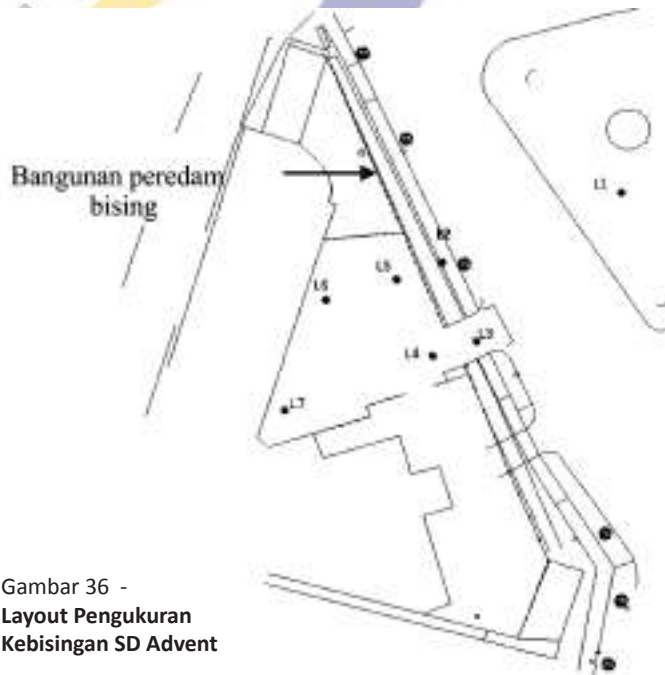 L1
Bangunan peredam
bising
L2
L5
L6
L3
L4
L7
Gambar 36 -
Layout Pengukuran
Kebisingan SD Advent